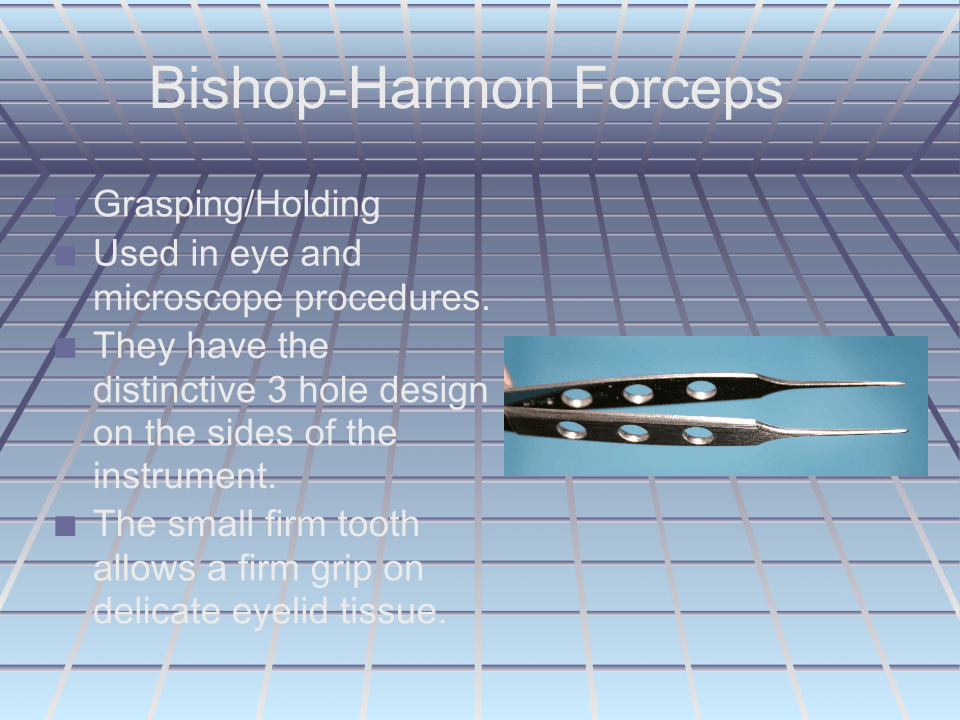 Bishop-Harmon Forceps
Grasping/Holding
Used in eye and
microscope procedures.
They have the
distinctive 3 hole design
on the sides of the
instrument.
The small firm tooth
allows a firm grip on
delicate eyelid tissue.